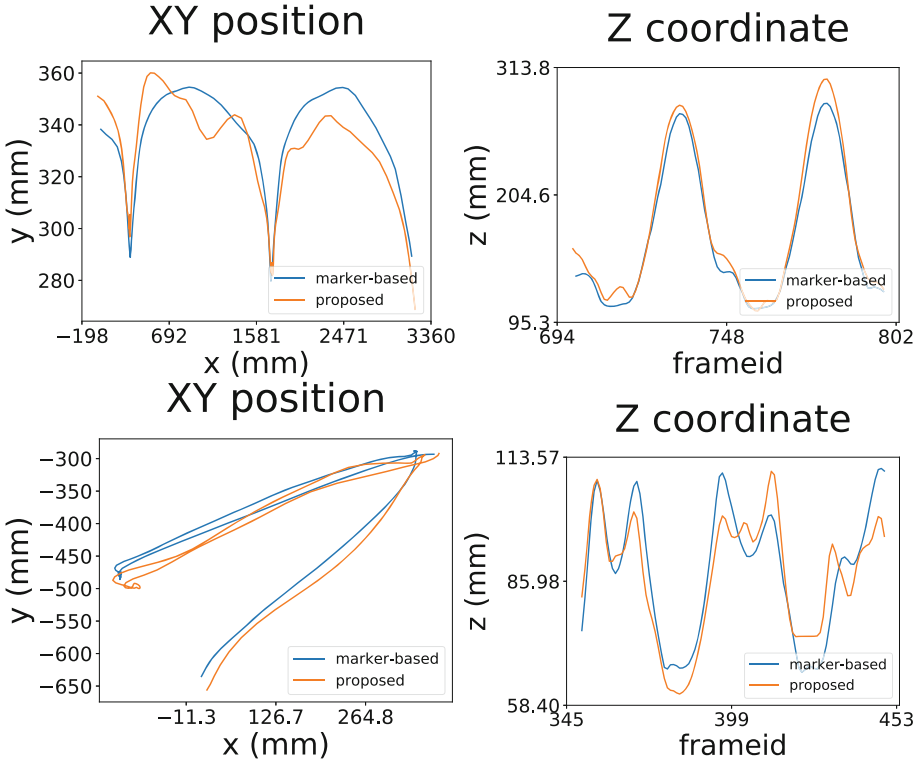 XY position
360
340
320
300
280
y (mm)
marker-based
proposed
−198
692
1581
2471
3360
x (mm)
Z coordinate
313.8
204.6
95.3
z (mm)
marker-based
proposed
694
748
802
frameid
XY position
−300
−350
−400
−450
−500
−550
−600
−650
y (mm)
marker-based
proposed
−11.3
126.7
264.8
x (mm)
Z coordinate
113.57
85.98
58.40
z (mm)
marker-based
proposed
345
399
453
frameid